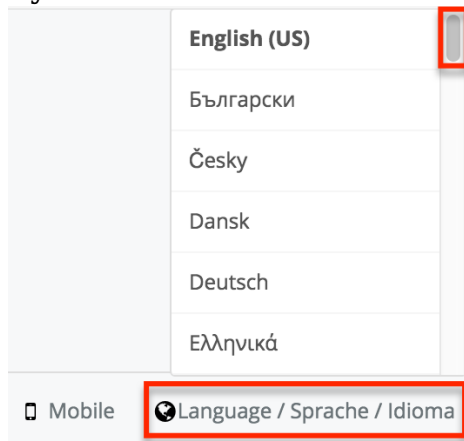 English (US)
Български
Česky
Dansk
Deutsch
Ελληνικά
Mobile
Language / Sprache / Idioma